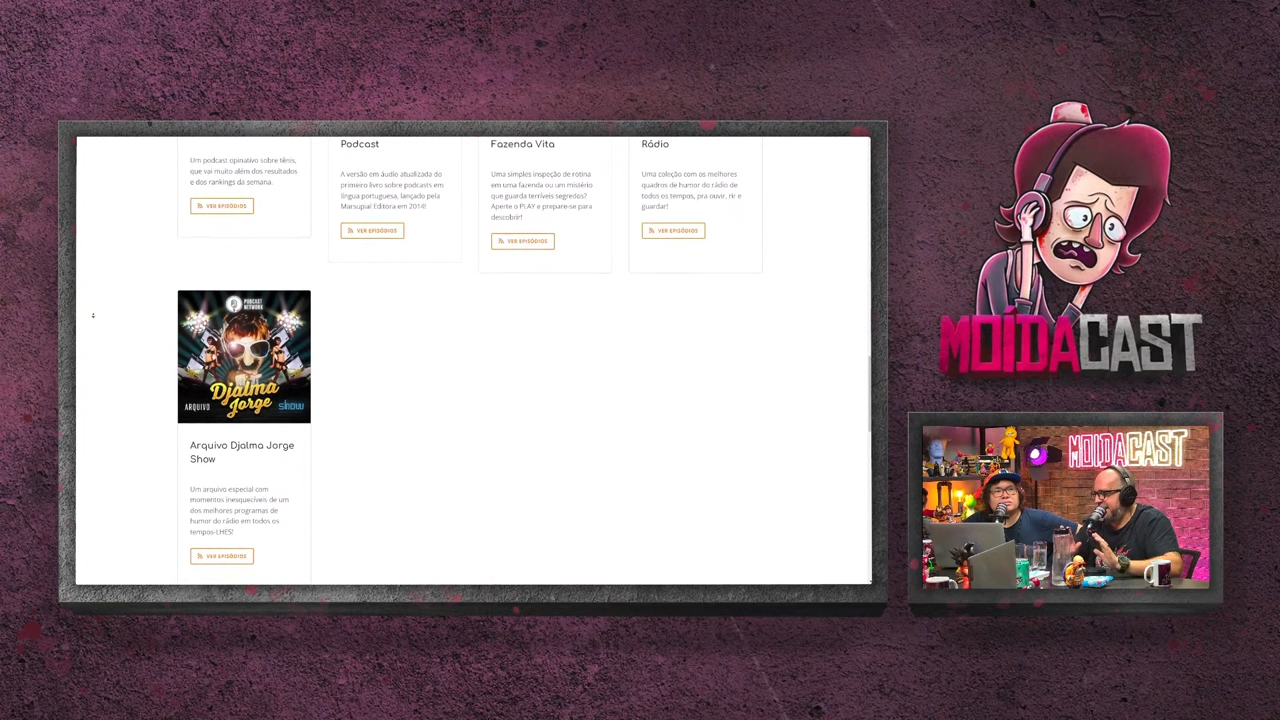 Um podcast opinativo sobre tênis,
que vai muito além dos resultados
e dos rankings da semana.
VER EPISÓDIOS
Podcast
A versão em áudio atualizada do
primeiro livro sobre podcasts em
língua portuguesa, lançado pela
Marsupial Editora em 2014!
VER EPISÓDIOS
Fazenda Vita
Uma simples inspeção de rotina
em uma fazenda ou um mistério
que guarda terríveis segredos?
Aperte o PLAY e prepare-se para
descobrir!
VER EPISÓDIOS
Rádio
Uma coleção com os melhores
quadros de humor do rádio de
todos os tempos, pra ouvir, rir e
guardar!
VER EPISÓDIOS
PODCAST
NETWORK
Djalma
Jorge
ARQUIVO
Show
Arquivo Djalma Jorge
Show
Um arquivo especial com
momentos inesquecíveis de um
dos melhores programas de
humor do rádio em todos os
tempos-LHES!
VER EPISÓDIOS
MOÍDACAST
MOIDACAST